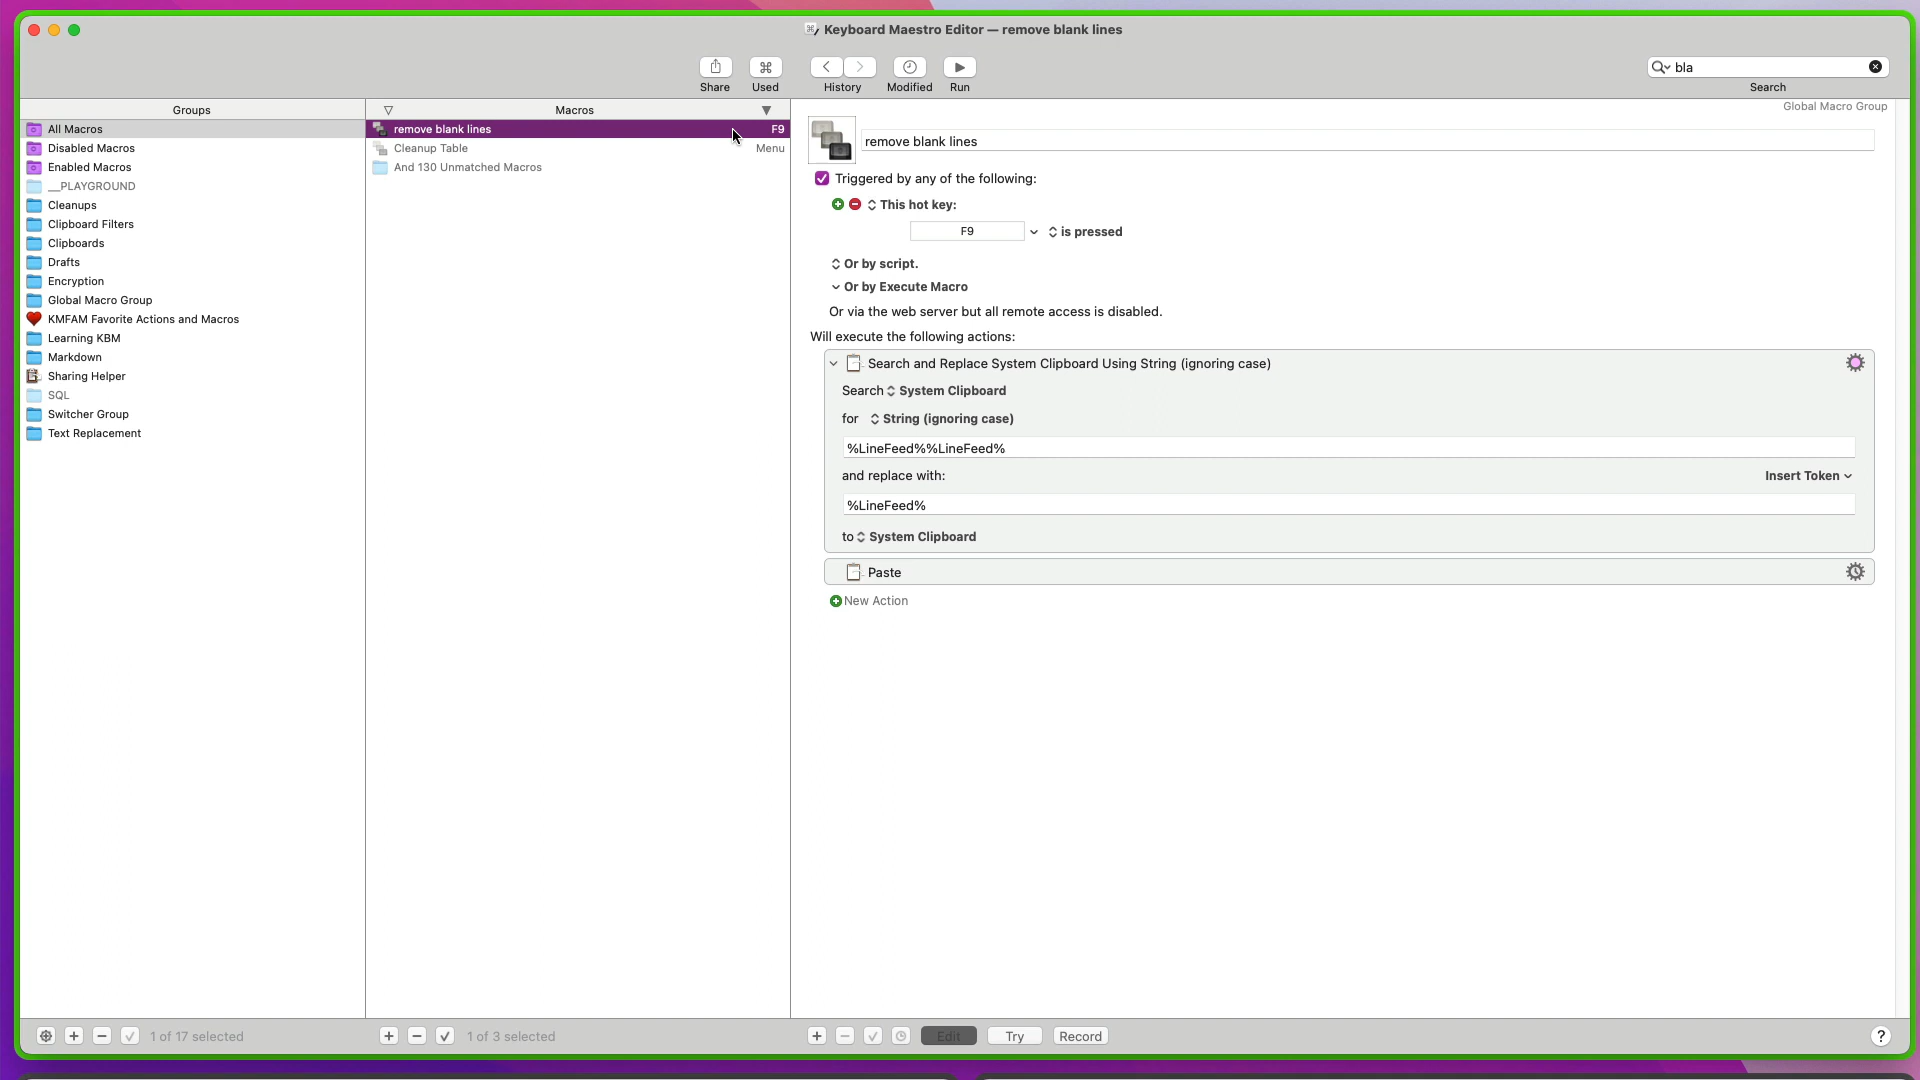 Keyboard Maestro Editor — remove blank lines
Share
Used
History
Modified
Run
bla
Search
Groups
All Macros
Disabled Macros
Enabled Macros
__PLAYGROUND
Cleanups
Clipboard Filters
Clipboards
Drafts
Encryption
Global Macro Group
KMFAM Favorite Actions and Macros
Learning KBM
Markdown
Sharing Helper
SQL
Switcher Group
Text Replacement
Macros
remove blank lines F9
Cleanup Table Menu
And 130 Unmatched Macros
Global Macro Group
remove blank lines
Triggered by any of the following:
This hot key:
F9 is pressed
Or by script.
Or by Execute Macro
Or via the web server but all remote access is disabled.
Will execute the following actions:
Search and Replace System Clipboard Using String (ignoring case)
Search System Clipboard
for String (ignoring case)
%LineFeed%%LineFeed%
and replace with: Insert Token
%LineFeed%
to System Clipboard
Paste
New Action
1 of 17 selected
1 of 3 selected
Edit
Try
Record
?